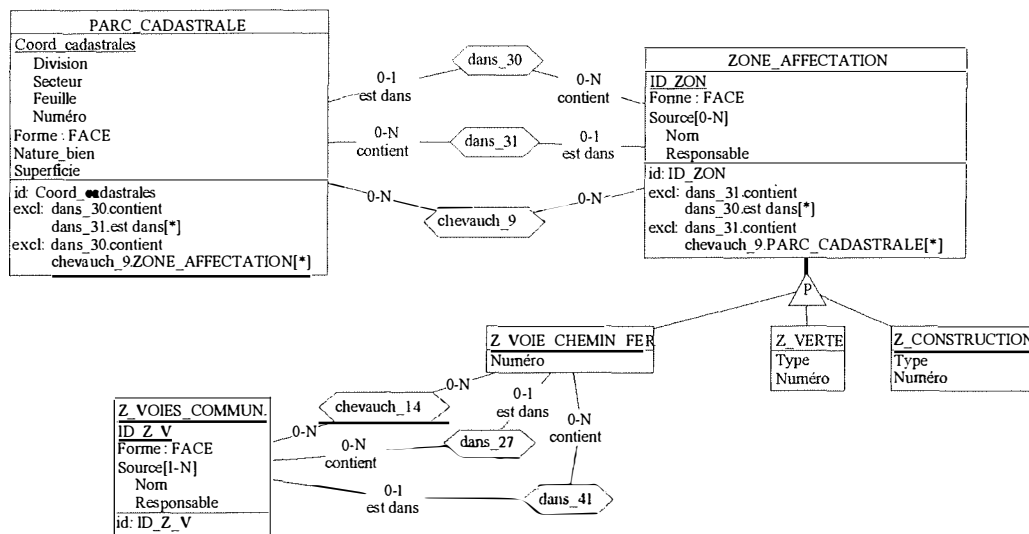 PARC_CADASTRALE
Coord_cadastrales
Division
Secteur
Feuille
Numéro
Forme : FACE
Nature_bien
Superficie
id: Coord_cadastrales
excl: dans_30.contient
dans_31.est dans[*]
excl: dans_30.contient
chevauch_9.ZONE_AFFECTATION[*]
0-1
est dans
dans_30
0-N
contient
0-N
contient
dans_31
0-1
est dans
0-N
chevauch_9
0-N
ZONE_AFFECTATION
ID_ZON
Forme : FACE
Source[0-N]
Nom
Responsable
id: ID_ZON
excl: dans_31.contient
dans_30.est dans[*]
excl: dans_31.contient
chevauch_9.PARC_CADASTRALE[*]
P
Z_VOIE_CHEMIN_FER
Numéro
Z_VERTE
Type
Numéro
Z_CONSTRUCTION
Type
Numéro
0-N
chevauch_14
0-N
0-1
est dans
dans_27
0-N
contient
0-N
contient
dans_41
0-1
est dans
Z_VOIES_COMMUN.
ID_Z_V
Forme : FACE
Source[1-N]
Nom
Responsable
id: ID_Z_V